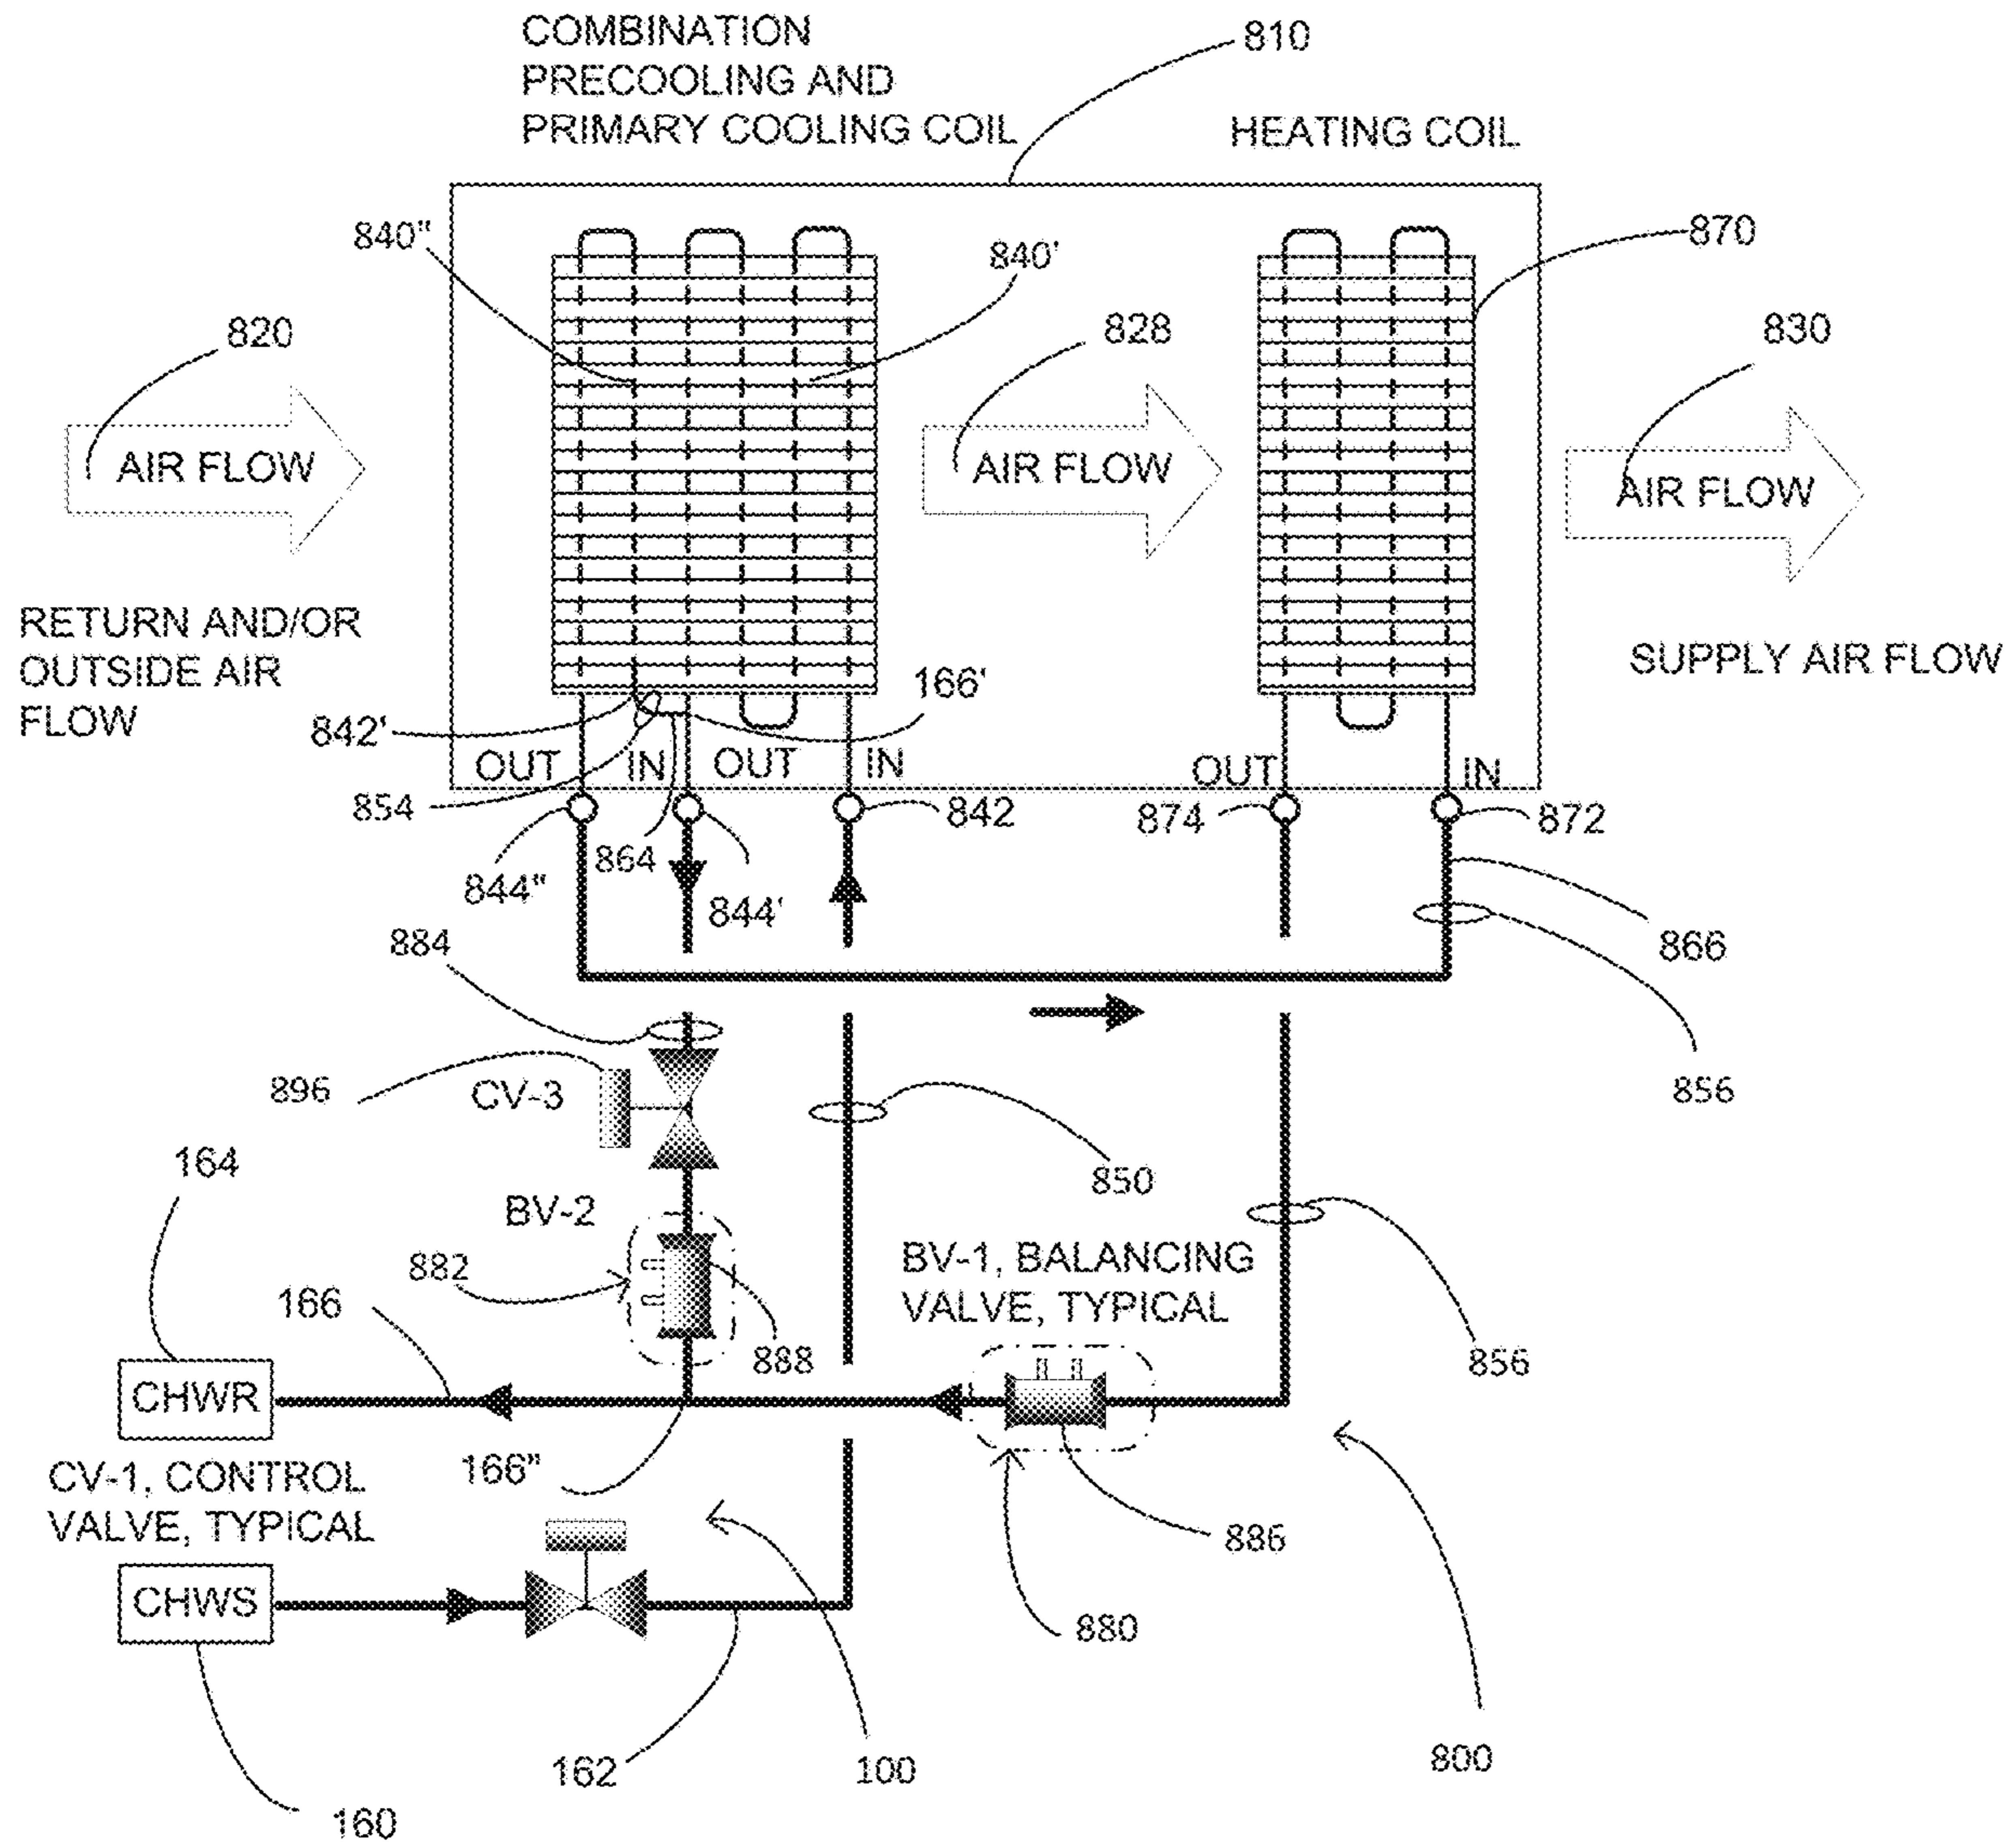 COMBINATION
PRECOOLING AND
PRIMARY COOLING COIL
810
HEATING COIL
840"
840'
870
820
828
830
AIR FLOW
AIR FLOW
AIR FLOW
RETURN AND/OR
OUTSIDE AIR
FLOW
SUPPLY AIR FLOW
842'
166'
OUT
IN
OUT
IN
OUT
IN
854
864
842
874
872
844"
844'
884
866
896
CV-3
856
164
850
BV-2
882
BV-1, BALANCING
VALVE, TYPICAL
166
888
856
CHWR
166"
CV-1, CONTROL
VALVE, TYPICAL
886
CHWS
880
162
100
800
160